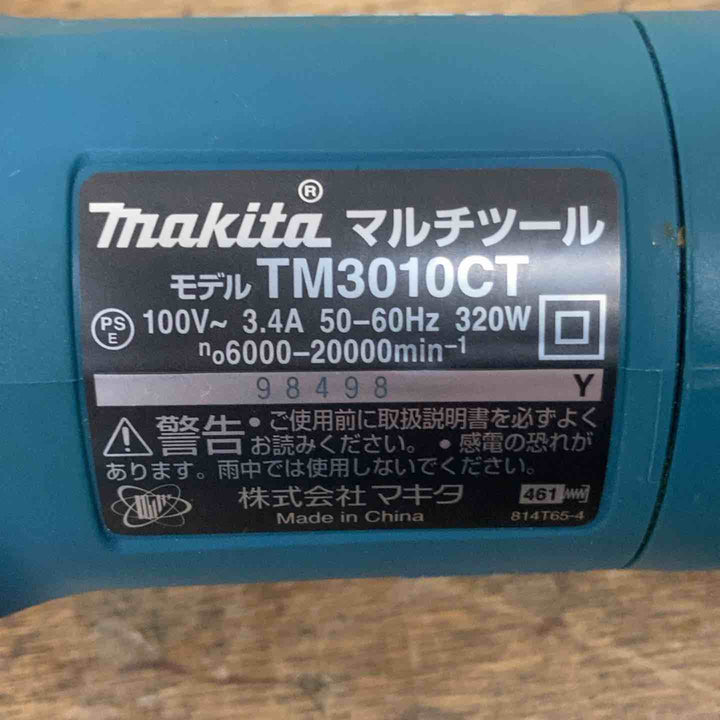 makita® マルチツール
モデル TM3010CT
PS E 100V~ 3.4A 50-60Hz 320W
no6000-20000min-1
98498 Y
警告 • ご使用前に取扱説明書を必ずよく
お読みください。 • 感電の恐れが
あります。雨中では使用しないでください。
株式会社 マキタ 461
Made in China 814T65-4